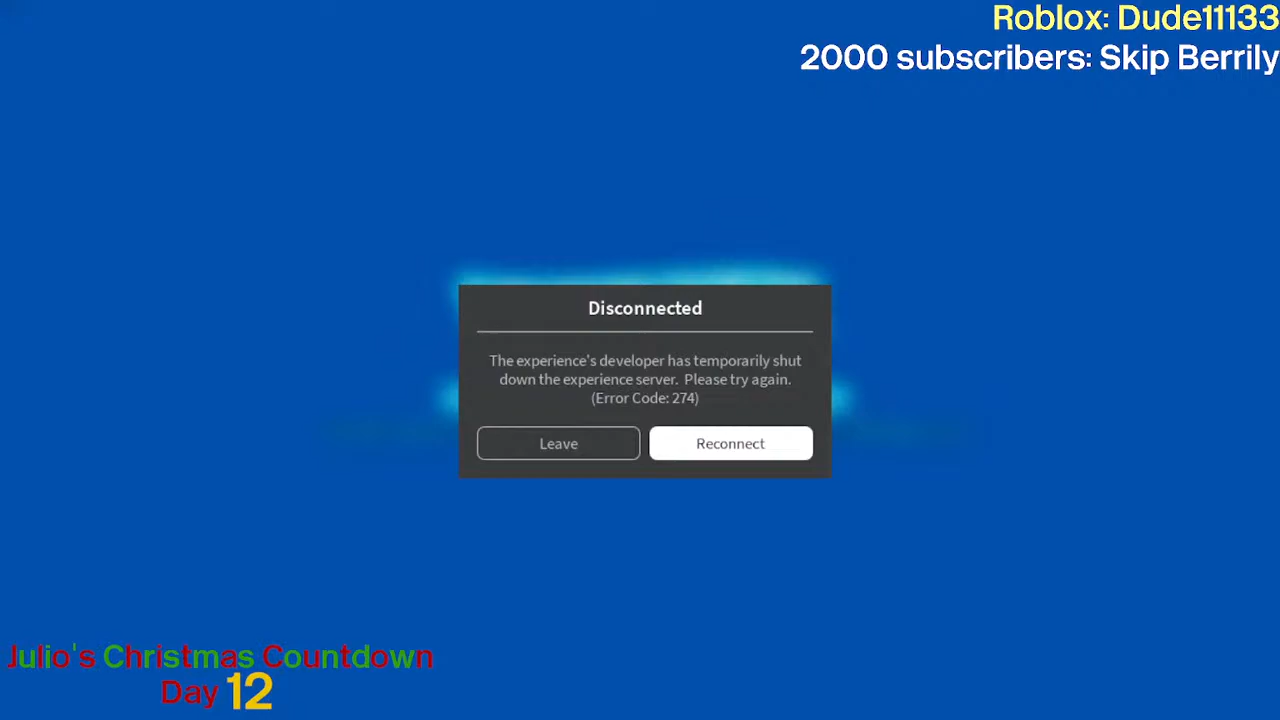 Roblox: Dude11133
2000 subscribers: Skip Berrily
Disconnected
The experience's developer has temporarily shut
down the experience server.  Please try again.
(Error Code: 274)
Leave
Reconnect
Julio's Christmas Countdown
Day 12